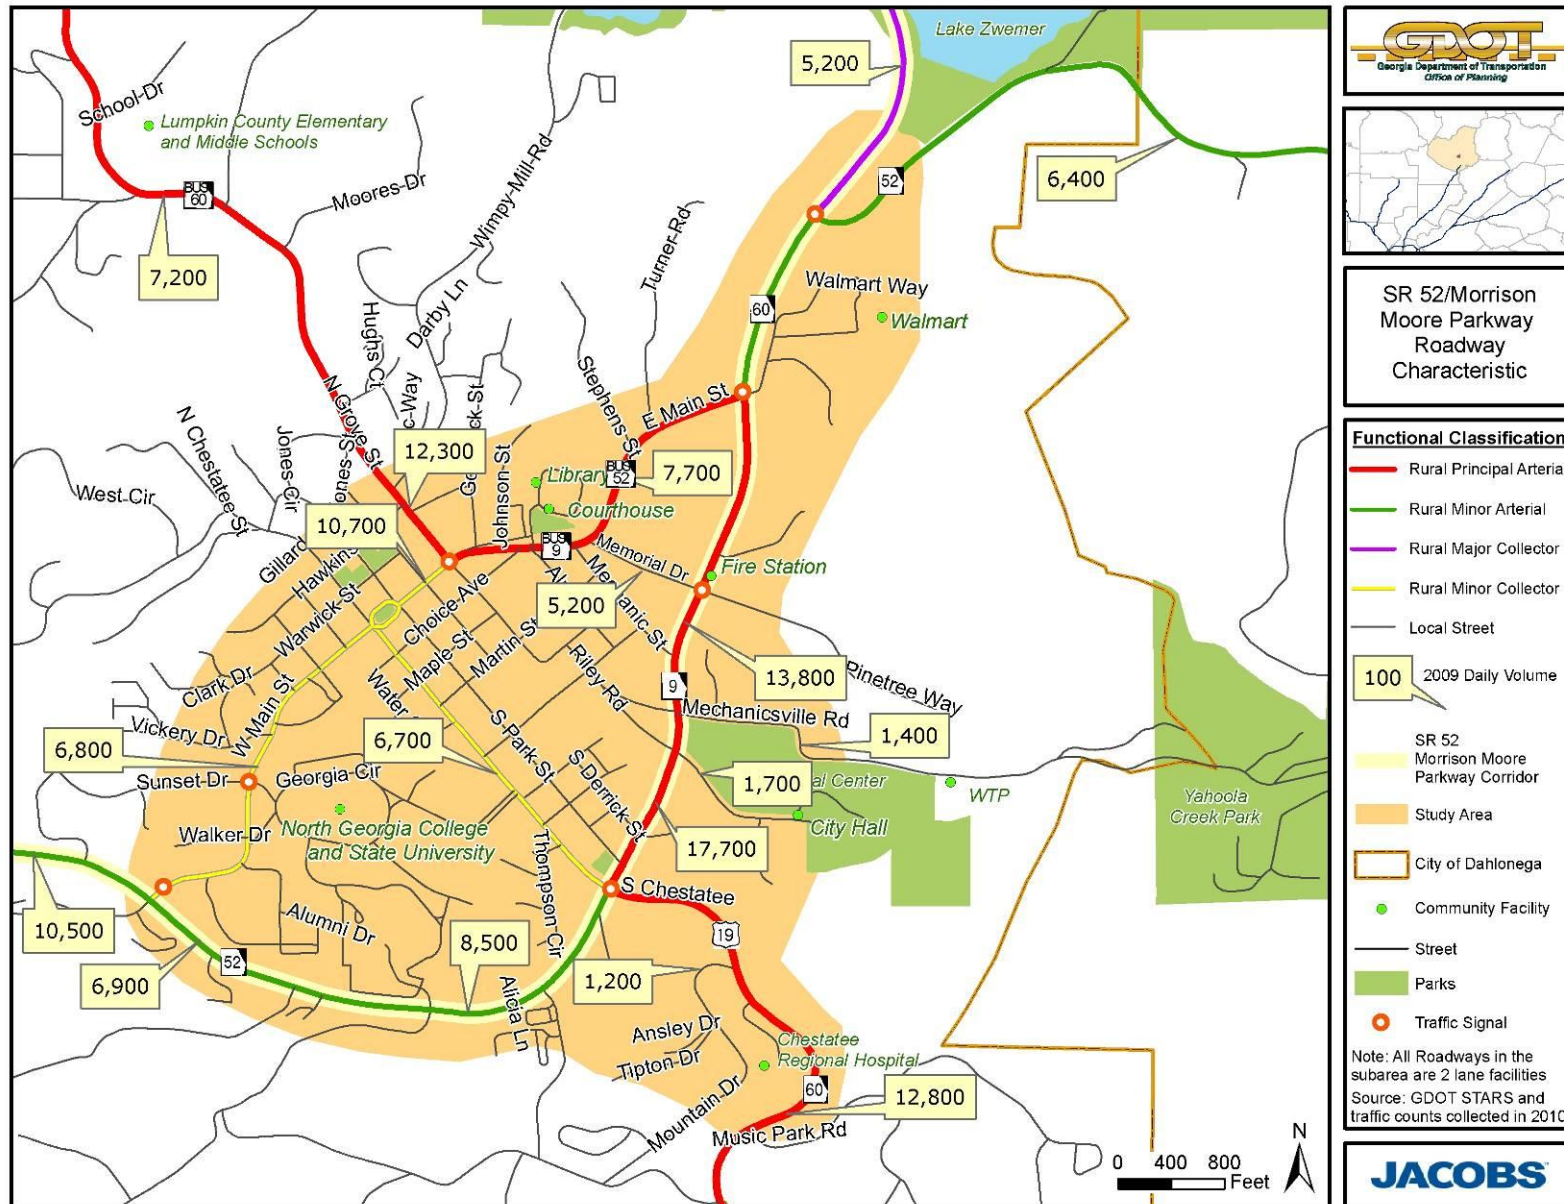 Lake Zwemer
5,200
School Dr
Lumpkin County Elementary
and Middle Schools
BUS
60
Moores Dr
Wimpy Mill Rd
52
6,400
7,200
Turner Rd
Walmart Way
60
Walmart
Darby Ln
Hughs Ct
Stephens St
N Grove St
c Way
ck St
E Main St
N Chestatee St
Jones Cir
ones S
12,300
Ge
Johnson St
Library
BUS
52
7,700
West Cir
10,700
Courthouse
BUS
9
Gillard
Hawkins
Memorial Dr
Fire Station
Warwick St
Choice Ave
Al
Mechanic St
5,200
Maple St
Martin St
Clark Dr
Riley Rd
13,800
Pinetree Way
9
Water
W Main St
Mechanicsville Rd
Vickery Dr
6,800
6,700
S Park St
1,400
Sunset Dr
Georgia Cir
S Derrick St
1,700
al Center
WTP
Yahoola
Creek Park
North Georgia College
and State University
City Hall
Walker Dr
17,700
Thompson Cir
S Chestatee
10,500
Alumni Dr
19
8,500
52
6,900
1,200
Alicia Ln
Ansley Dr
Tipton Dr
Chestatee
Regional Hospital
60
12,800
Mountain Dr
Music Park Rd
N
0 400 800
Feet
GDOT
Georgia Department of Transportation
Office of Planning
SR 52/Morrison
Moore Parkway
Roadway
Characteristic
Functional Classification
Rural Principal Arteria
Rural Minor Arterial
Rural Major Collector
Rural Minor Collector
Local Street
100
2009 Daily Volume
SR 52
Morrison Moore
Parkway Corridor
Study Area
City of Dahlonega
Community Facility
Street
Parks
Traffic Signal
Note: All Roadways in the
subarea are 2 lane facilities
Source: GDOT STARS and
traffic counts collected in 2010
JACOBS